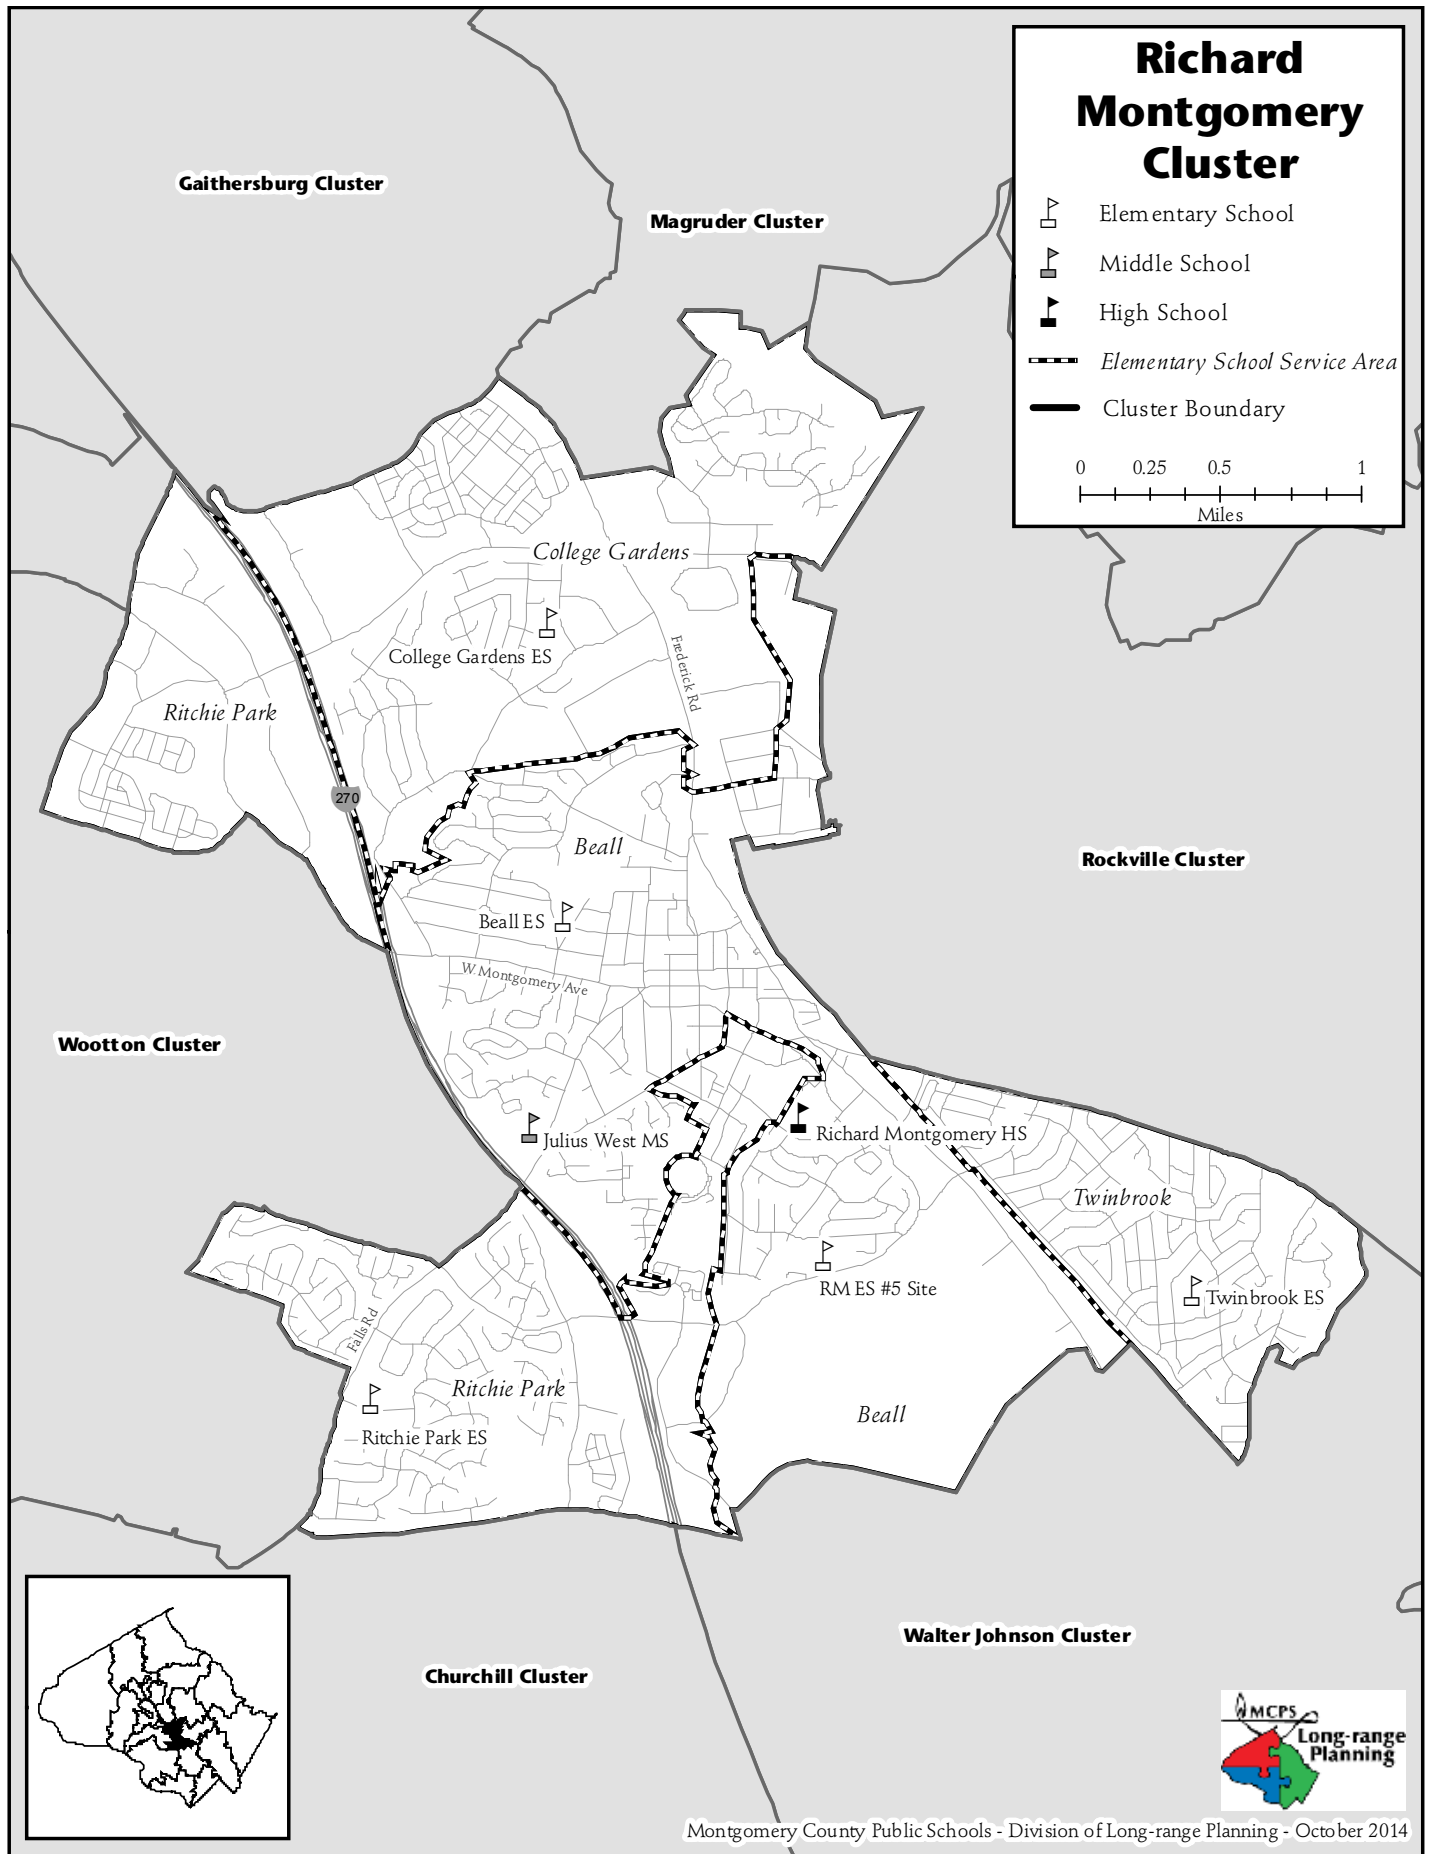 Richard
Montgomery
Cluster
Elementary School
Middle School
High School
Elementary School Service Area
Cluster Boundary
0 0.25 0.5 1
Miles
Gaithersburg Cluster
Magruder Cluster
College Gardens
College Gardens ES
Frederick Rd
Ritchie Park
270
Beall
Rockville Cluster
Beall ES
W. Montgomery Ave
Wootton Cluster
Julius West MS
Richard Montgomery HS
Twinbrook
RM ES #5 Site
Twinbrook ES
Falls Rd
Ritchie Park
Beall
Ritchie Park ES
Walter Johnson Cluster
Churchill Cluster
MCPS
Long-range
Planning
Montgomery County Public Schools - Division of Long-range Planning - October 2014